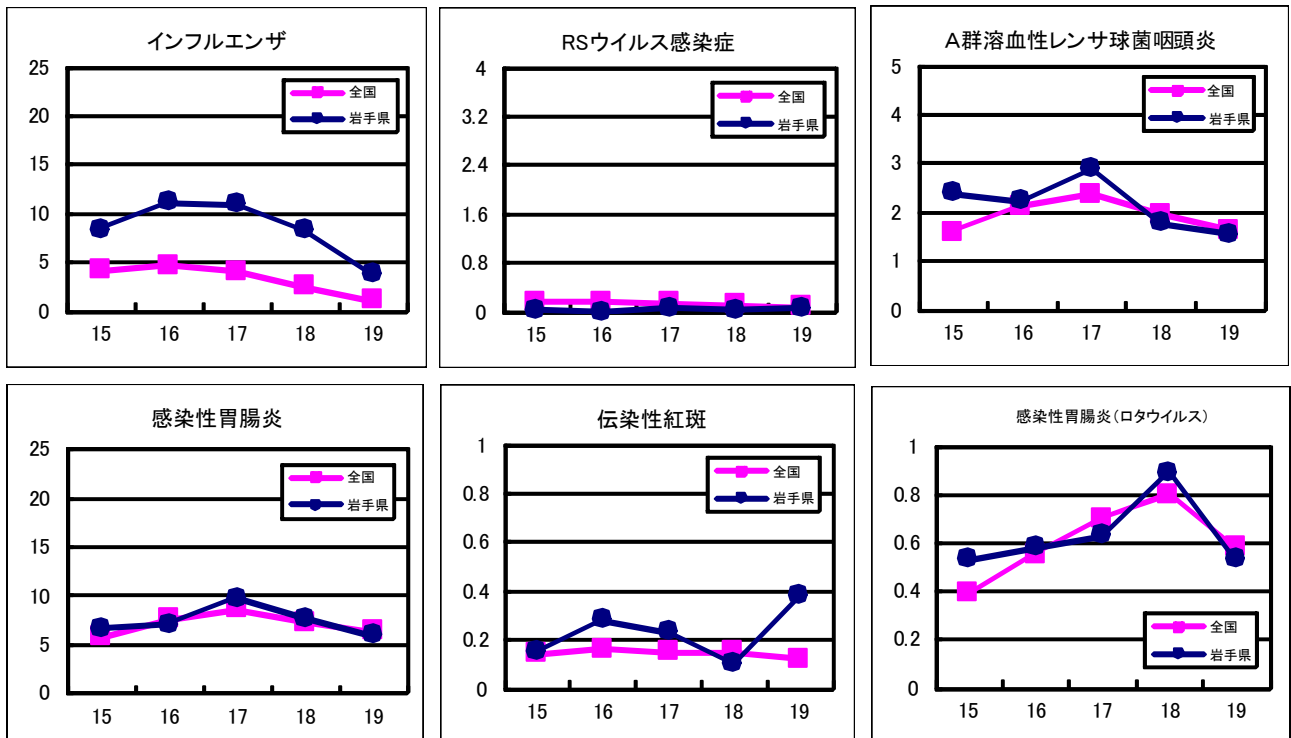 インフルエンザ
25
20
15
10
5
0
全国
岩手県
15 16 17 18 19
RSウイルス感染症
4
3.2
2.4
1.6
0.8
0
全国
岩手県
15 16 17 18 19
A群溶血性レンサ球菌咽頭炎
5
4
3
2
1
0
全国
岩手県
15 16 17 18 19
感染性胃腸炎
25
20
15
10
5
0
全国
岩手県
15 16 17 18 19
伝染性紅斑
1
0.8
0.6
0.4
0.2
0
全国
岩手県
15 16 17 18 19
感染性胃腸炎(ロタウイルス)
1
0.8
0.6
0.4
0.2
0
全国
岩手県
15 16 17 18 19